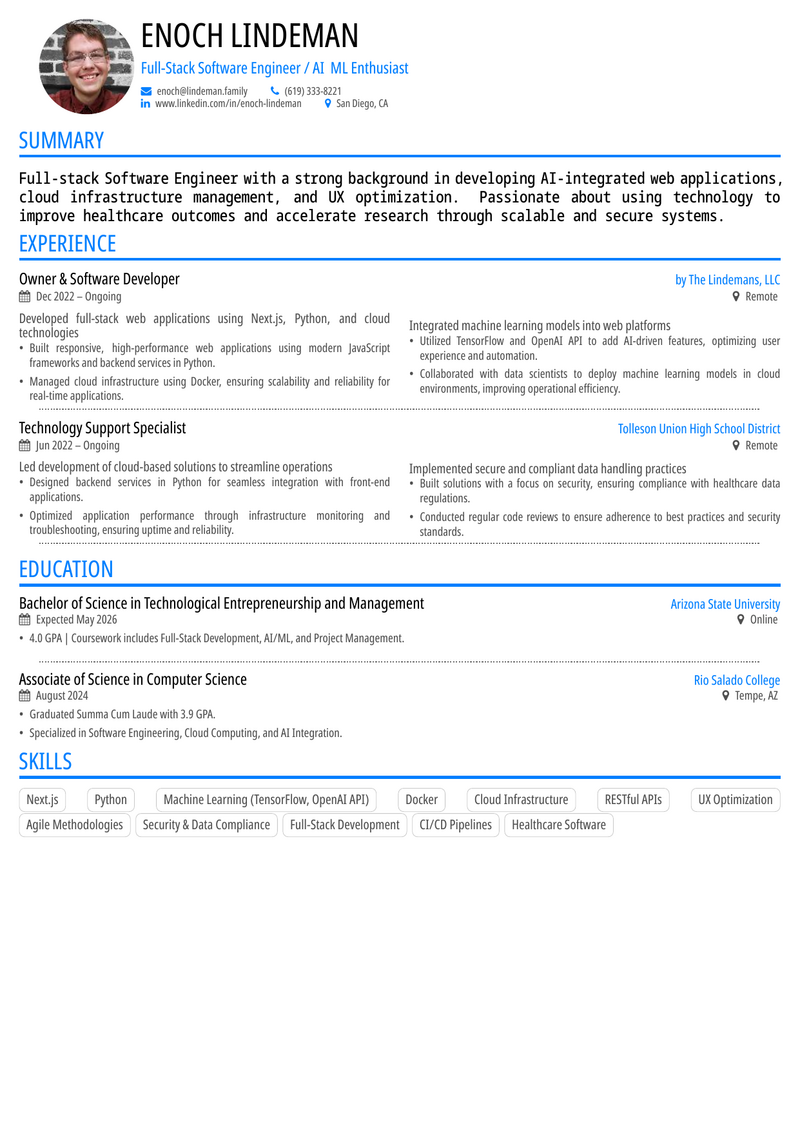 ENOCH LINDEMAN
Full-Stack Software Engineer / AI ML Enthusiast
enoch@lindeman.family (619) 333-8221
www.linkedin.com/in/enoch-lindeman San Diego, CA
SUMMARY
Full-stack Software Engineer with a strong background in developing AI-integrated web applications,
cloud infrastructure management, and UX optimization. Passionate about using technology to
improve healthcare outcomes and accelerate research through scalable and secure systems.
EXPERIENCE
Owner & Software Developer
by The Lindemans, LLC
Dec 2022 – Ongoing
Remote
Developed full-stack web applications using Next.js, Python, and cloud
technologies
• Built responsive, high-performance web applications using modern JavaScript
frameworks and backend services in Python.
• Managed cloud infrastructure using Docker, ensuring scalability and reliability for
real-time applications.
Integrated machine learning models into web platforms
• Utilized TensorFlow and OpenAI API to add AI-driven features, optimizing user
experience and automation.
• Collaborated with data scientists to deploy machine learning models in cloud
environments, improving operational efficiency.
Technology Support Specialist
Tolleson Union High School District
Jun 2022 – Ongoing
Remote
Led development of cloud-based solutions to streamline operations
• Designed backend services in Python for seamless integration with front-end
applications.
• Optimized application performance through infrastructure monitoring and
troubleshooting, ensuring uptime and reliability.
Implemented secure and compliant data handling practices
• Built solutions with a focus on security, ensuring compliance with healthcare data
regulations.
• Conducted regular code reviews to ensure adherence to best practices and security
standards.
EDUCATION
Bachelor of Science in Technological Entrepreneurship and Management
Arizona State University
Expected May 2026
Online
• 4.0 GPA | Coursework includes Full-Stack Development, AI/ML, and Project Management.
Associate of Science in Computer Science
Rio Salado College
August 2024
Tempe, AZ
• Graduated Summa Cum Laude with 3.9 GPA.
• Specialized in Software Engineering, Cloud Computing, and AI Integration.
SKILLS
Next.js Python Machine Learning (TensorFlow, OpenAI API) Docker Cloud Infrastructure RESTful APIs UX Optimization
Agile Methodologies Security & Data Compliance Full-Stack Development CI/CD Pipelines Healthcare Software